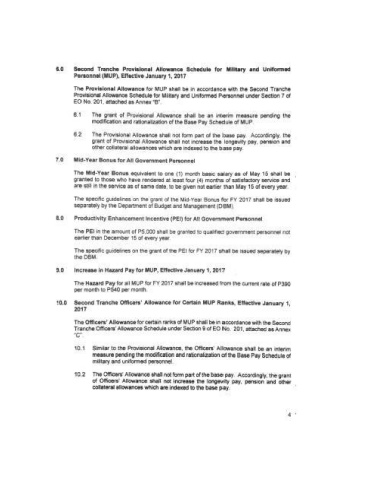 6.0 Second Tranche Provisional Allowance Schedule for Military and Uniformed
Personnel (MUP), Effective January 1, 2017
The Provisional Allowance for MUP shall be in accordance with the Second Tranche
Provisional Allowance Schedule for Military and Uniformed Personnel under Section 7 of
EO No. 201, attached as Annex "B".
6.1 The grant of Provisional Allowance shall be an interim measure pending the
modification and rationalization of the Base Pay Schedule of MUP.
6.2 The Provisional Allowance shall not form part of the base pay. Accordingly, the
grant of Provisional Allowance shall not increase the longevity pay, pension and
other collateral allowances which are indexed to the base pay.
7.0 Mid-Year Bonus for All Government Personnel
The Mid-Year Bonus equivalent to one (1) month basic salary as of May 15 shall be
granted to those who have rendered at least four (4) months of satisfactory service and
are still in the service as of same date, to be given not earlier than May 15 of every year.
The specific guidelines on the grant of the Mid-Year Bonus for FY 2017 shall be issued
separately by the Department of Budget and Management (DBM).
8.0 Productivity Enhancement Incentive (PEI) for All Government Personnel
The PEI in the amount of P5,000 shall be granted to qualified government personnel not
earlier than December 15 of every year.
The specific guidelines on the grant of the PEI for FY 2017 shall be issued separately by
the DBM.
9.0 Increase in Hazard Pay for MUP, Effective January 1, 2017
The Hazard Pay for all MUP for FY 2017 shall be increased from the current rate of P390
per month to P540 per month.
10.0 Second Tranche Officers' Allowance for Certain MUP Ranks, Effective January 1,
2017
The Officers' Allowance for certain ranks of MUP shall be in accordance with the Second
Tranche Officers' Allowance Schedule under Section 9 of EO No. 201, attached as Annex
"C".
10.1 Similar to the Provisional Allowance, the Officers' Allowance shall be an interim
measure pending the modification and rationalization of the Base Pay Schedule of
military and uniformed personnel.
10.2 The Officers' Allowance shall not form part of the base pay. Accordingly, the grant
of Officers' Allowance shall not increase the longevity pay, pension and other
collateral allowances which are indexed to the base pay.
4